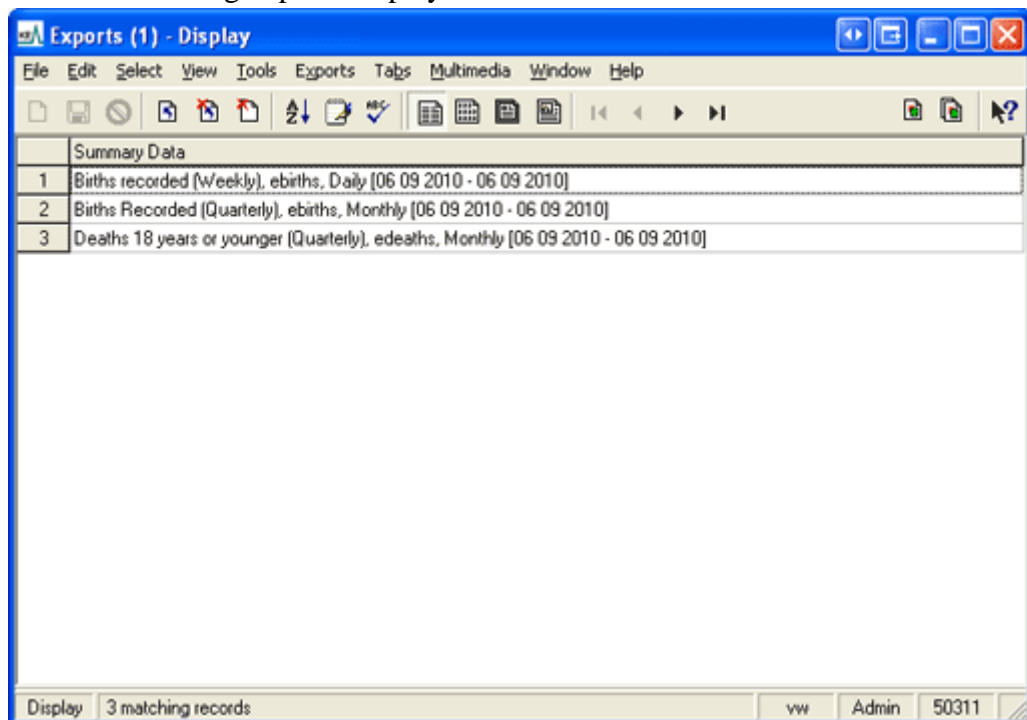 Exports (1) - Display
File Edit Select View Tools Exports Tabs Multimedia Window Help
Summary Data
1 Births recorded (Weekly), ebirths, Daily [06 09 2010 - 06 09 2010]
2 Births Recorded (Quarterly), ebirths, Monthly [06 09 2010 - 06 09 2010]
3 Deaths 18 years or younger (Quarterly), edeaths, Monthly [06 09 2010 - 06 09 2010]
Display 3 matching records vw Admin 50311